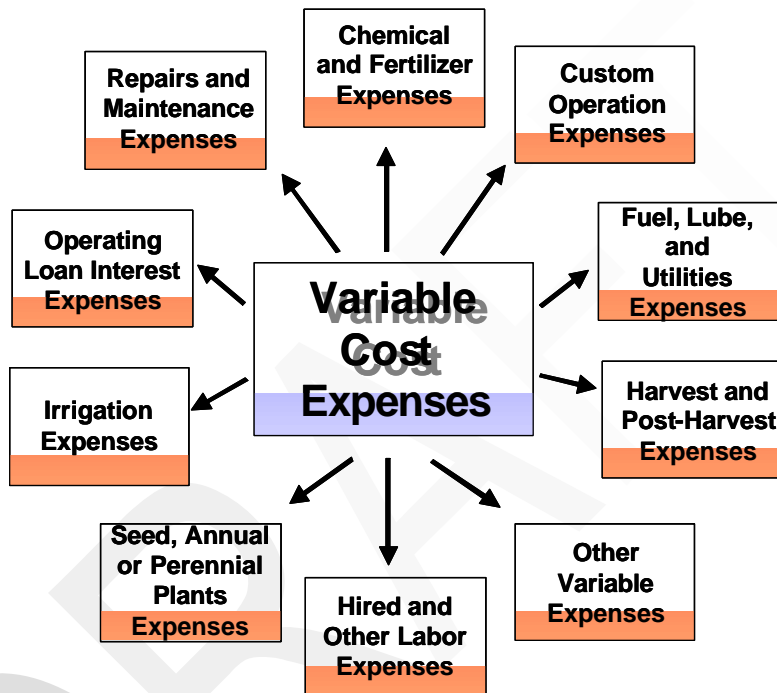 Chemical
and Fertilizer
Expenses
Repairs and
Maintenance
Expenses
Custom
Operation
Expenses
Operating
Loan Interest
Expenses
Fuel, Lube,
and
Utilities
Expenses
Variable
Cost
Expenses
Irrigation
Expenses
Harvest and
Post-Harvest
Expenses
Seed, Annual
or Perennial
Plants
Expenses
Hired and
Other Labor
Expenses
Other
Variable
Expenses